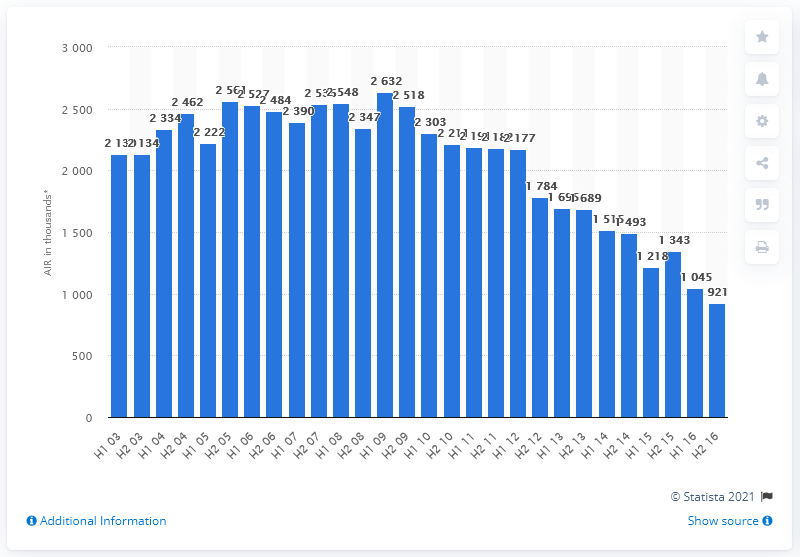 3 000
2 500
2 000
1 500
1 000
500
0
AIR in thousands*
2 134
2 334
2 462
2 222
2 561
2 527
2 484
2 390
2 548
2 347
2 632
2 518
2 303
2 177
1 784
1 689
1 493
1 218
1 343
1 045
921
H1 03
H2 03
H1 04
H2 04
H1 05
H2 05
H1 06
H2 06
H1 07
H2 07
H1 08
H2 08
H1 09
H2 09
H1 10
H2 10
H1 11
H2 11
H1 12
H2 12
H1 13
H2 13
H1 14
H2 14
H1 15
H2 15
H1 16
H2 16
© Statista 2021
Additional Information
Show source